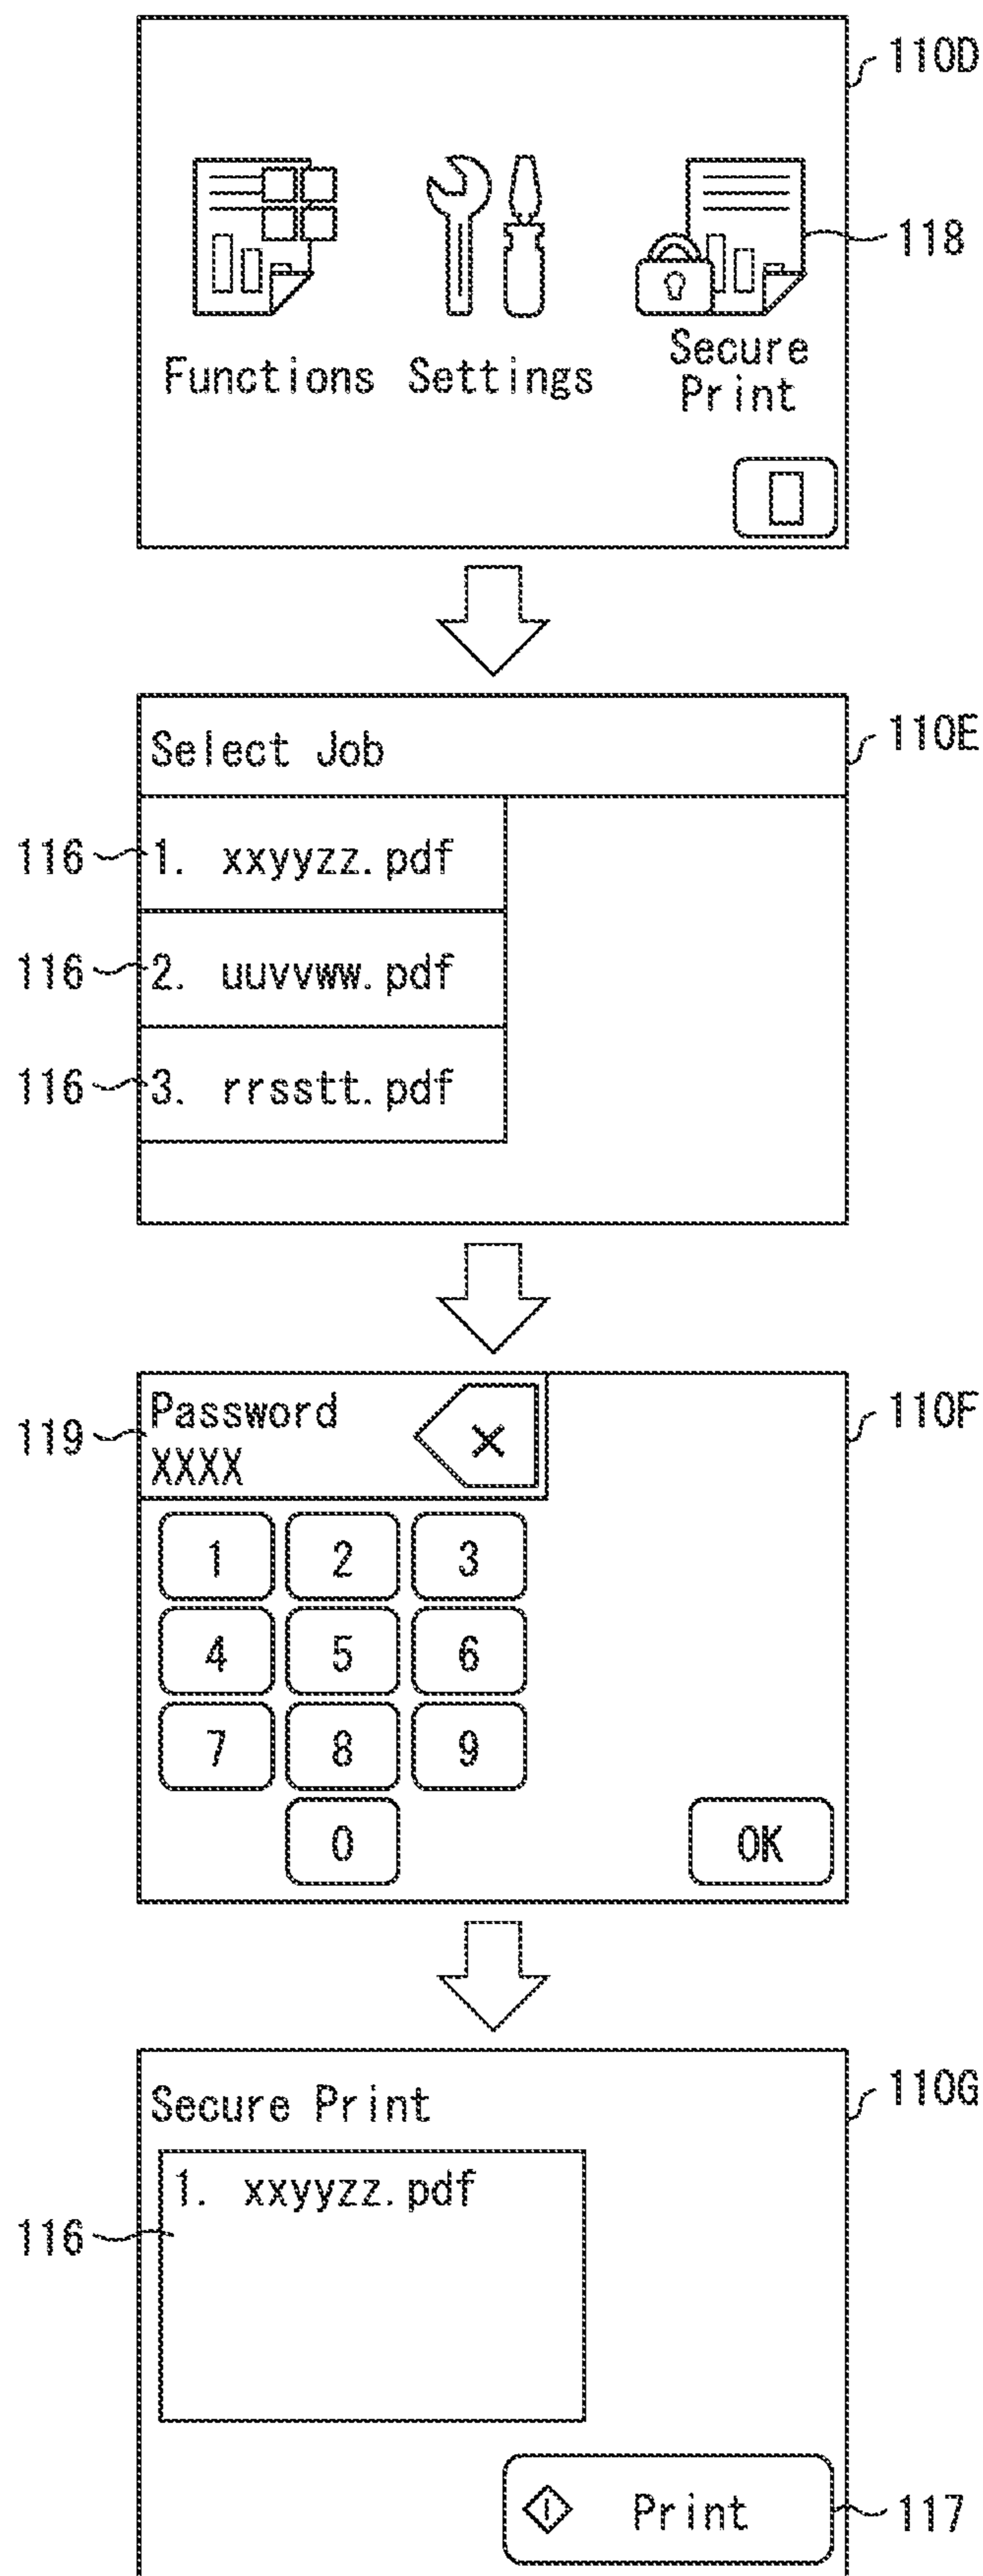 110D
118
Functions Settings Secure Print
Select Job
110E
116 1. xxyyzz.pdf
116 2. uuvvww.pdf
116 3. rrsstt.pdf
119 Password
XXXX
110F
1 2 3
4 5 6
7 8 9
0 OK
Secure Print
110G
1. xxyyzz.pdf
116
Print 117